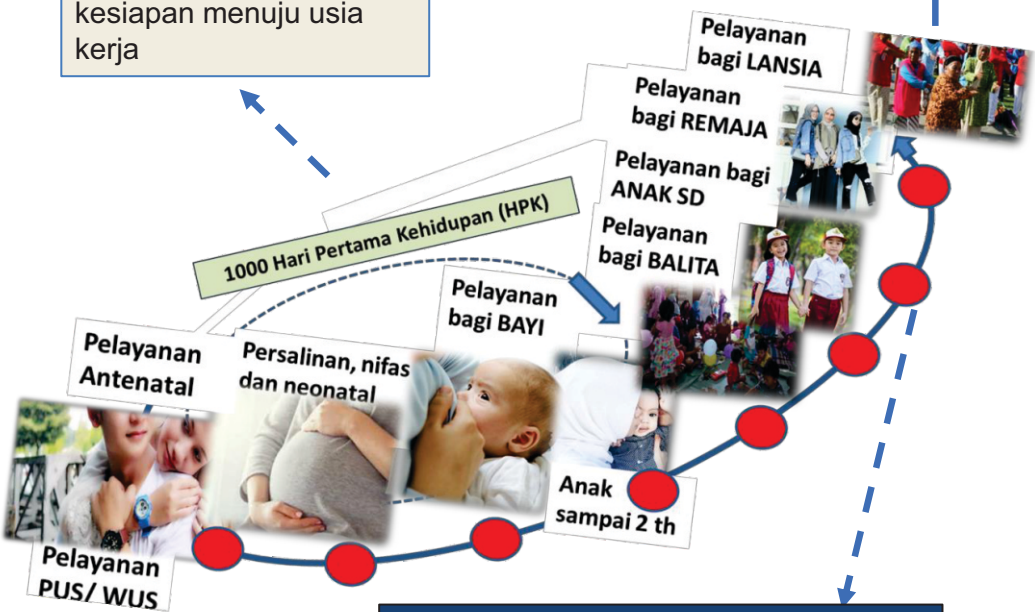 kesiapan menuju usia
kerja
Pelayanan
bagi LANSIA
Pelayanan
bagi REMAJA
Pelayanan bagi
ANAK SD
Pelayanan
bagi BALITA
1000 Hari Pertama Kehidupan (HPK)
Pelayanan
bagi BAYI
Persalinan, nifas
dan neonatal
Pelayanan
Antenatal
Anak
sampai 2 th
Pelayanan
PUS/ WUS